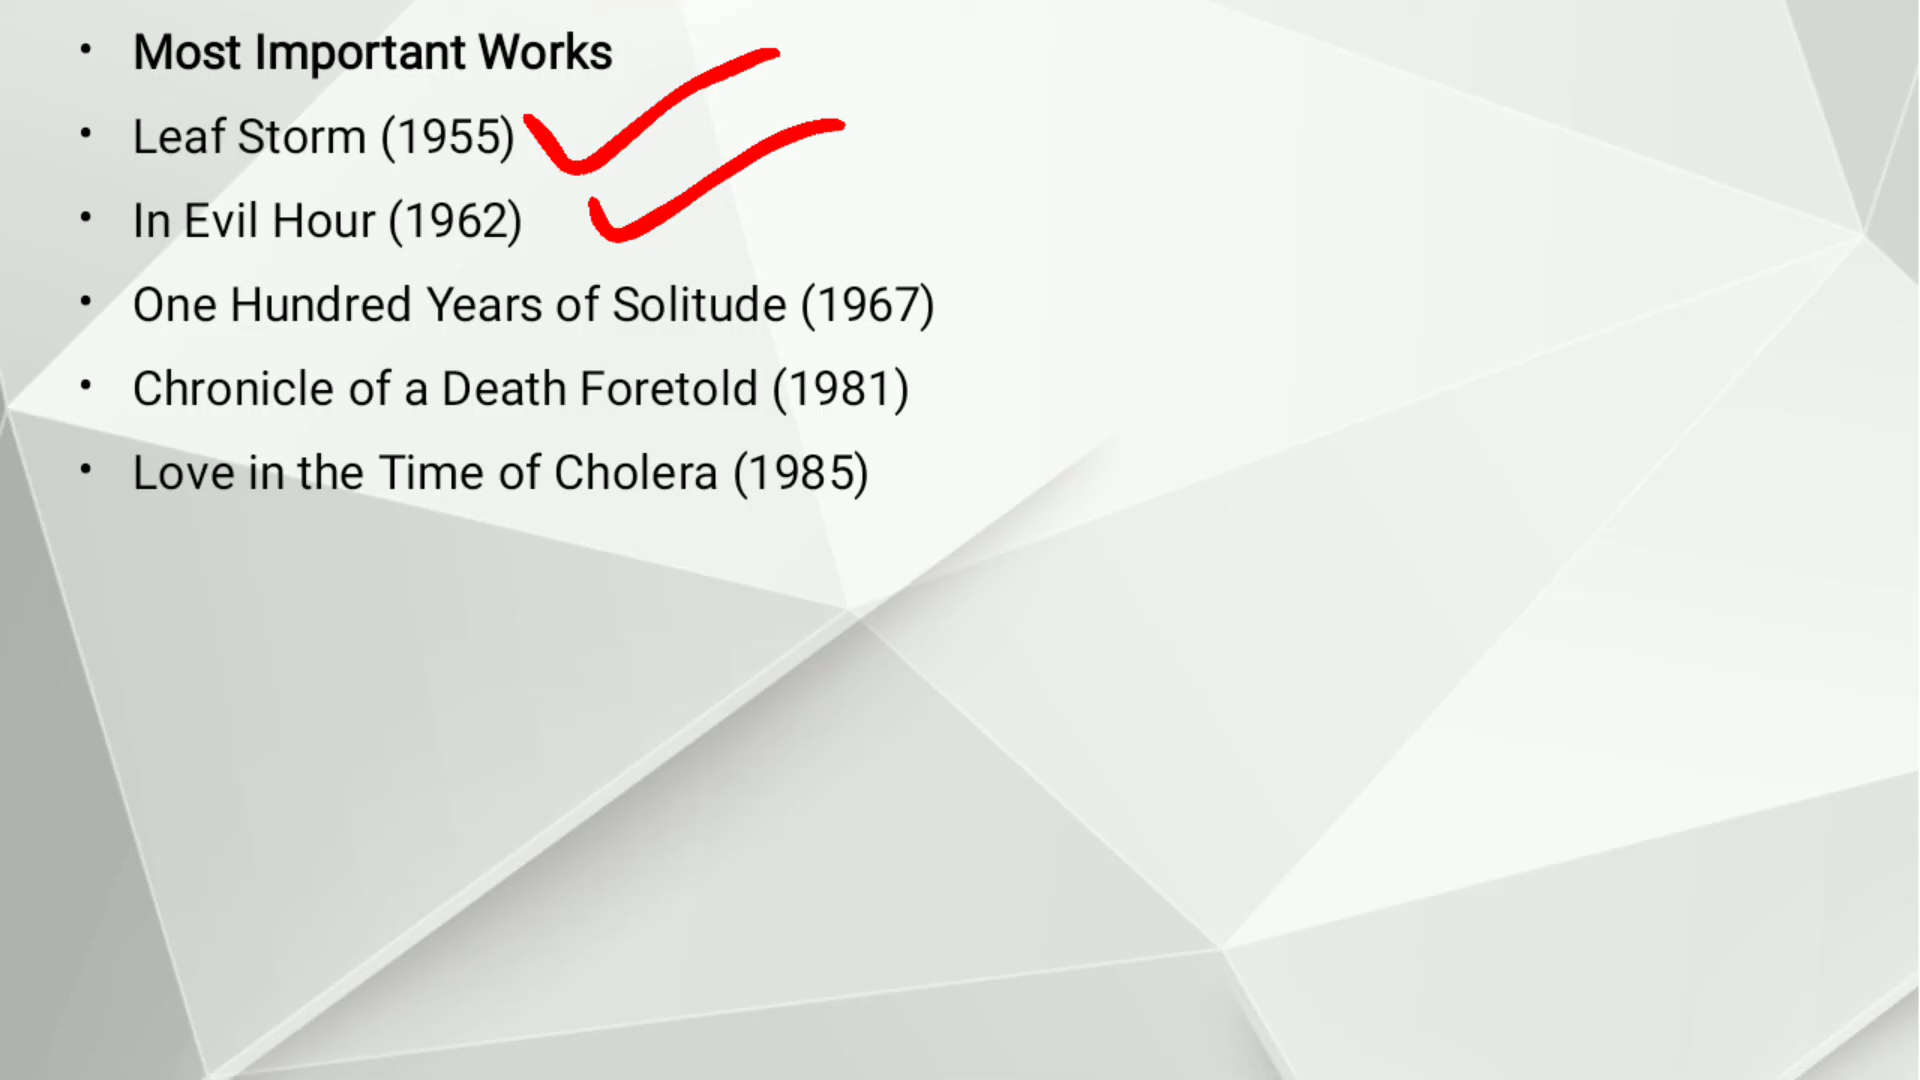 • Most Important Works
• Leaf Storm (1955)
• In Evil Hour (1962)
• One Hundred Years of Solitude (1967)
• Chronicle of a Death Foretold (1981)
• Love in the Time of Cholera (1985)